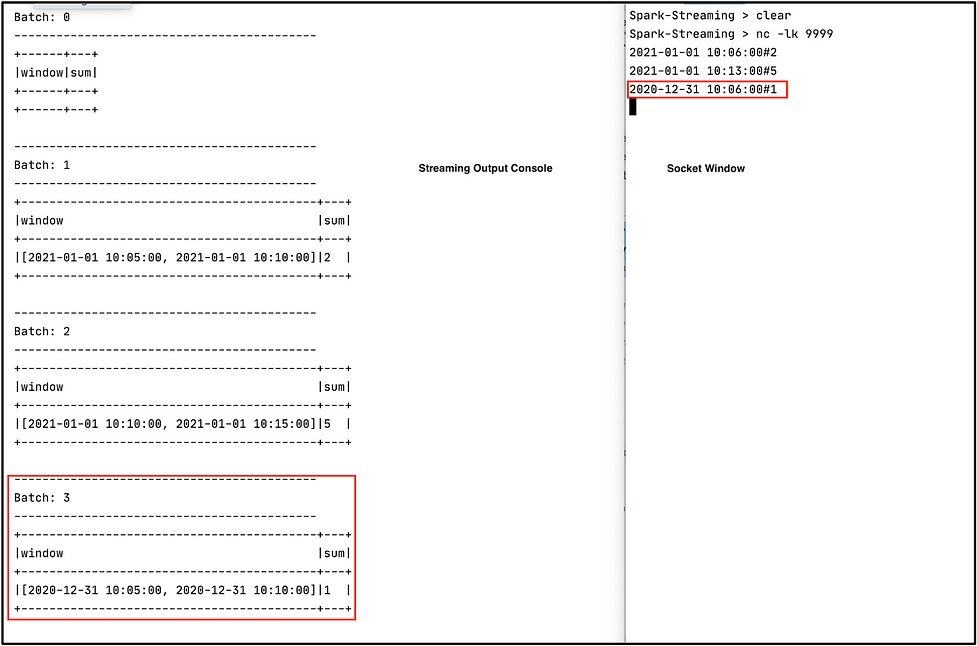 Batch: 0
-------------------------------------------
+------+---+
|window|sum|
+------+---+
+------+---+
-------------------------------------------
Batch: 1
-------------------------------------------
+------------------------------------------+---+
|window                                    |sum|
+------------------------------------------+---+
|[2021-01-01 10:05:00, 2021-01-01 10:10:00]|2  |
+------------------------------------------+---+
-------------------------------------------
Batch: 2
-------------------------------------------
+------------------------------------------+---+
|window                                    |sum|
+------------------------------------------+---+
|[2021-01-01 10:10:00, 2021-01-01 10:15:00]|5  |
+------------------------------------------+---+
-------------------------------------------
Batch: 3
-------------------------------------------
+------------------------------------------+---+
|window                                    |sum|
+------------------------------------------+---+
|[2020-12-31 10:05:00, 2020-12-31 10:10:00]|1  |
+------------------------------------------+---+
Streaming Output Console
Spark-Streaming > clear
Spark-Streaming > nc -lk 9999
2021-01-01 10:06:00#2
2021-01-01 10:13:00#5
2020-12-31 10:06:00#1
Socket Window